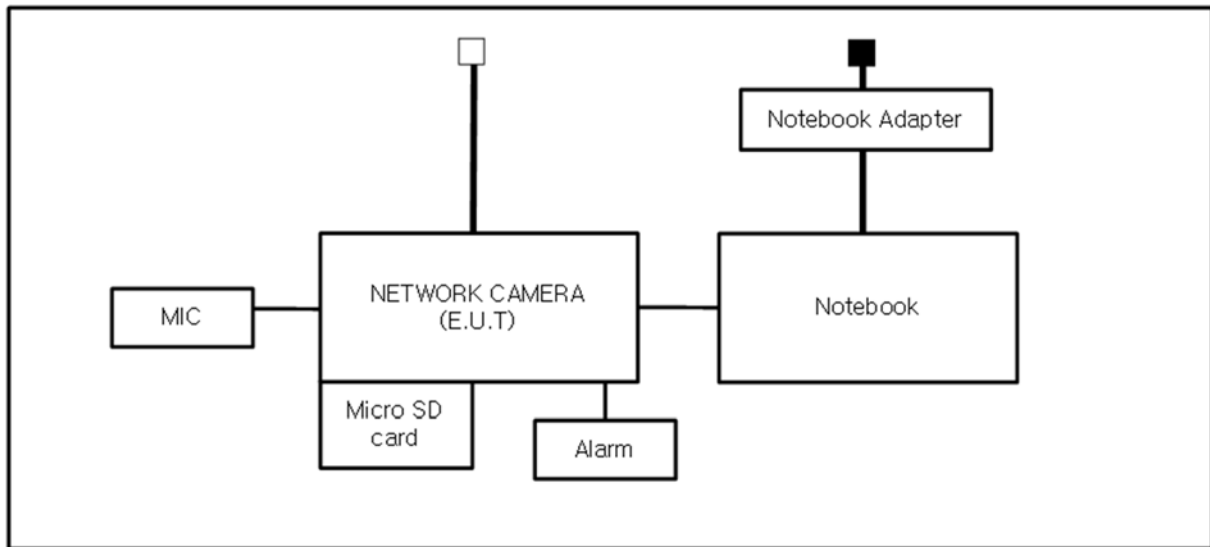 Notebook Adapter
NETWORK CAMERA
(E.U.T)
Notebook
MIC
Micro SD
card
Alarm